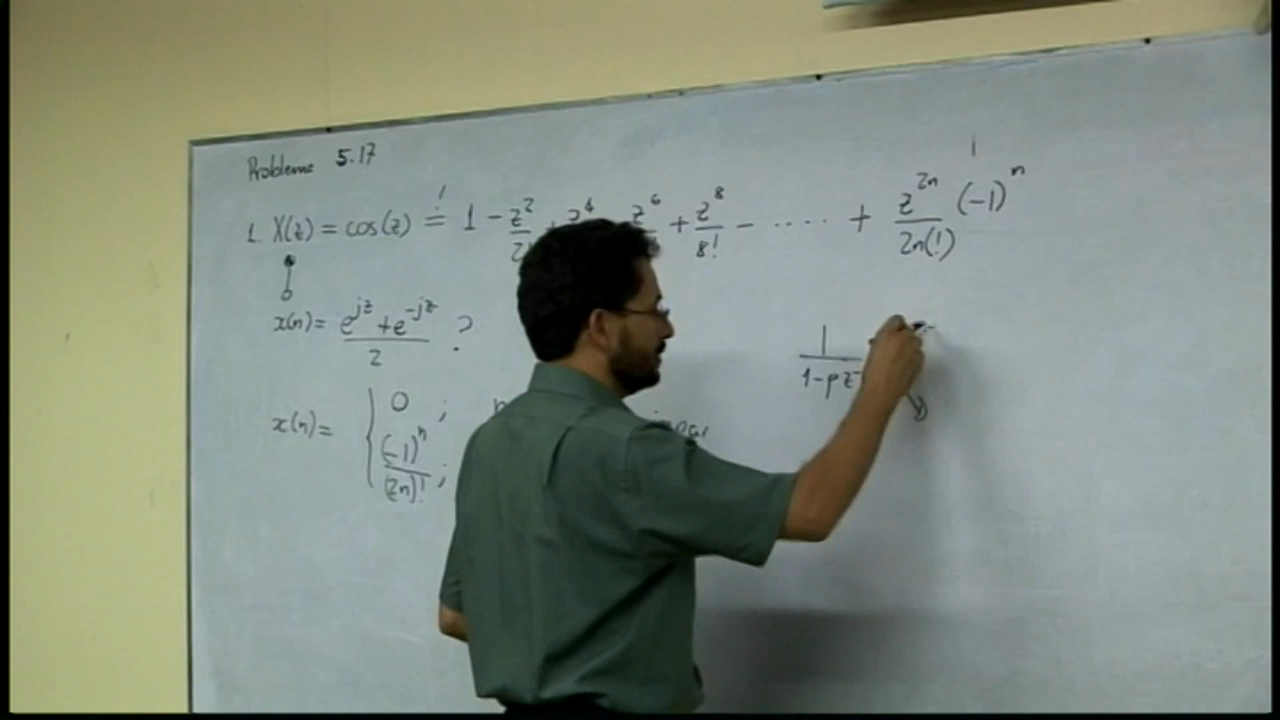 Problema 5.17
1. X(z) = cos(z) =! 1 - z²/2 z⁴ z⁶ + z⁸/8! - ..... + z²ⁿ/2n(!) (-1)ⁿ
x(n) = (e^{jz} + e^{-jz})/2 ?
1/(1-pz⁻
x(n) = { 0 ;
(-1)ⁿ/(2n)! ;